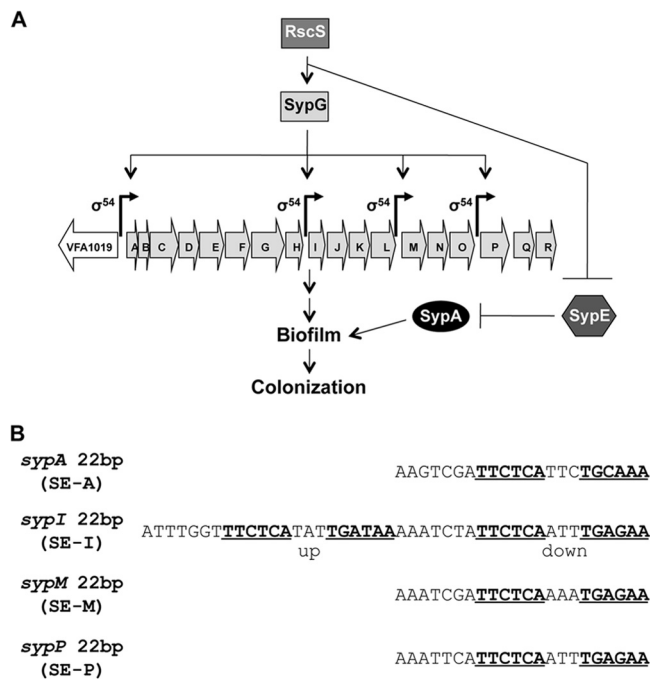 A
RscS
SypG
σ54 σ54 σ54 σ54
VFA1019 A B C D E F G H I J K L M N O P Q R
SypA SypE
Biofilm
Colonization
B
sypA 22bp AAGTCGATTCTCATTCTGCAAA
(SE-A)
sypI 22bp ATTTGGTTTCTCATATTGATAAAAATCTATTCTCAATTTGAGAA
(SE-I)
up down
sypM 22bp AAATCGATTCTCAAAATGAGAA
(SE-M)
sypP 22bp AAATTCATTCTCAATTTGAGAA
(SE-P)